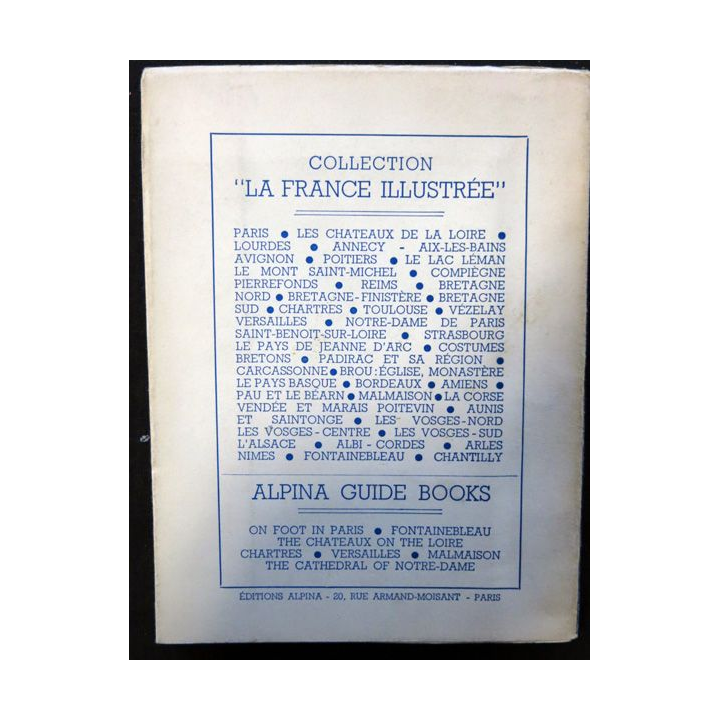 COLLECTION
"LA FRANCE ILLUSTRÉE"
PARIS ● LES CHATEAUX DE LA LOIRE ●
LOURDES ● ANNECY - AIX-LES-BAINS
AVIGNON ● POITIERS ● LE LAC LÉMAN
LE MONT SAINT-MICHEL ● COMPIÈGNE
PIERREFONDS ● REIMS ● BRETAGNE
NORD ● BRETAGNE-FINISTÈRE ● BRETAGNE
SUD ● CHARTRES ● TOULOUSE ● VÉZELAY
VERSAILLES ● NOTRE-DAME DE PARIS
SAINT-BENOIT-SUR-LOIRE ● STRASBOURG
LE PAYS DE JEANNE D'ARC ● COSTUMES
BRETONS ● PADIRAC ET SA RÉGION ●
CARCASSONNE ● BROU: ÉGLISE, MONASTÈRE
LE PAYS BASQUE ● BORDEAUX ● AMIENS ●
PAU ET LE BÉARN ● MALMAISON ● LA CORSE
VENDÉE ET MARAIS POITEVIN ● AUNIS
ET SAINTONGE ● LES VOSGES-NORD
LES VOSGES-CENTRE ● LES VOSGES-SUD
L'ALSACE ● ALBI - CORDES ● ARLES
NIMES ● FONTAINEBLEAU ● CHANTILLY
ALPINA GUIDE BOOKS
ON FOOT IN PARIS ● FONTAINEBLEAU
THE CHATEAUX ON THE LOIRE
CHARTRES ● VERSAILLES ● MALMAISON
THE CATHEDRAL OF NOTRE-DAME
ÉDITIONS ALPINA - 20, RUE ARMAND-MOISANT - PARIS